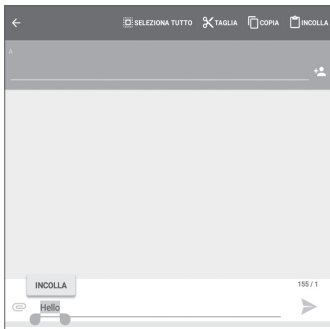 SELEZIONA TUTTO TAGLIA COPIA INCOLLA
A
INCOLLA
155 / 1
Hello